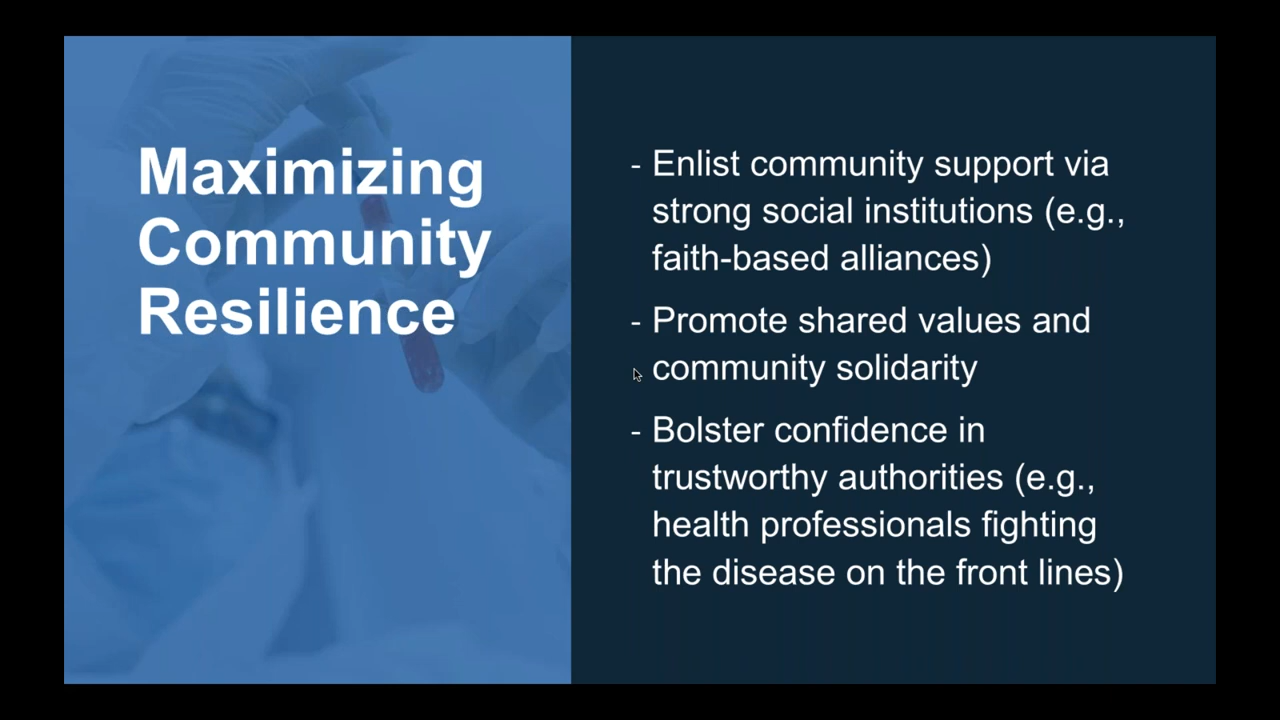 Maximizing
Community
Resilience
- Enlist community support via
strong social institutions (e.g.,
faith-based alliances)
- Promote shared values and
community solidarity
- Bolster confidence in
trustworthy authorities (e.g.,
health professionals fighting
the disease on the front lines)